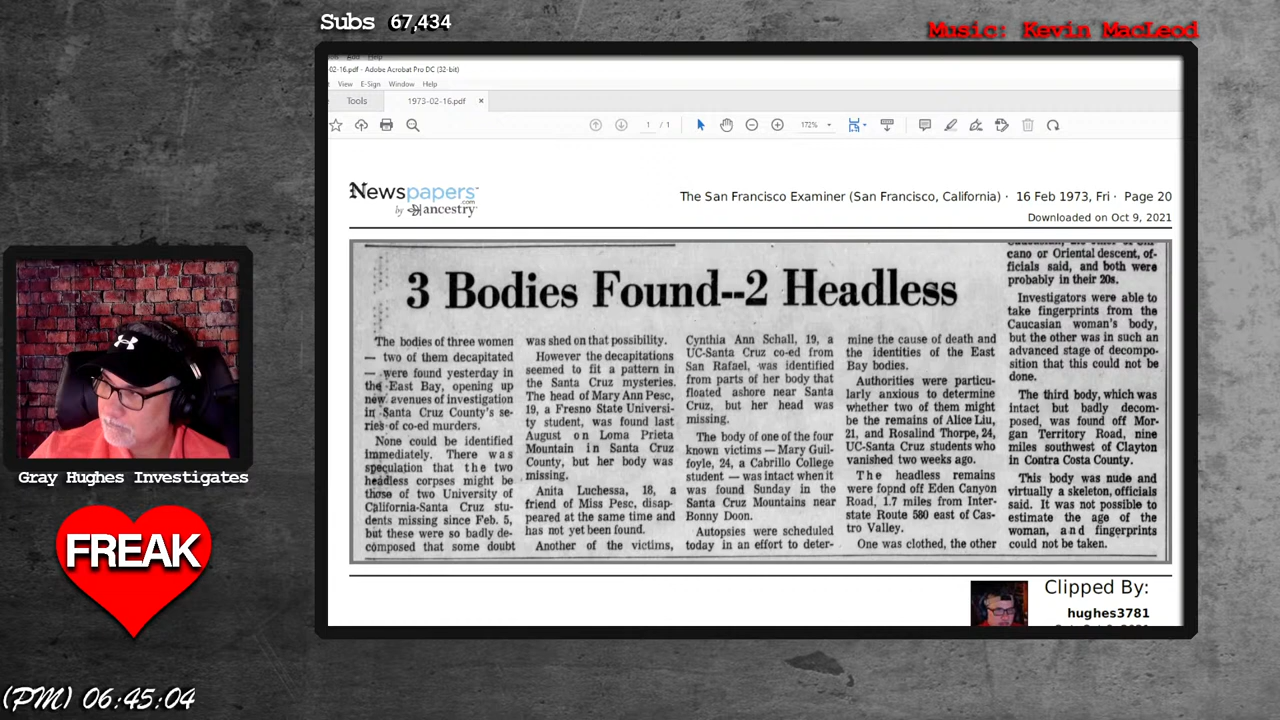 Subs 67,434
Music: Kevin MacLeod
02-16.pdf - Adobe Acrobat Pro DC (32-bit)
View E-Sign Window Help
Tools 1973-02-16.pdf ×
1 / 1 172%
Newspapers
.com
by ancestry
The San Francisco Examiner (San Francisco, California) · 16 Feb 1973, Fri · Page 20
Downloaded on Oct 9, 2021
3 Bodies Found--2 Headless
The bodies of three women
— two of them decapitated
— were found yesterday in
the East Bay, opening up
new avenues of investigation
in Santa Cruz County's se-
ries of co-ed murders.
None could be identified
immediately. There was
speculation that the two
headless corpses might be
those of two University of
California-Santa Cruz stu-
dents missing since Feb. 5,
but these were so badly de-
composed that some doubt
was shed on that possibility.
However the decapitations
seemed to fit a pattern in
the Santa Cruz mysteries.
The head of Mary Ann Pesc,
19, a Fresno State Universi-
ty student, was found last
August on Loma Prieta
Mountain in Santa Cruz
County, but her body was
missing.
Anita Luchessa, 18, a
friend of Miss Pesc, disap-
peared at the same time and
has not yet been found.
Another of the victims,
Cynthia Ann Schall, 19, a
UC-Santa Cruz co-ed from
San Rafael, was identified
from parts of her body that
floated ashore near Santa
Cruz, but her head was
missing.
The body of one of the four
known victims — Mary Guil-
foyle, 24, a Cabrillo College
student — was intact when it
was found Sunday in the
Santa Cruz Mountains near
Bonny Doon.
Autopsies were scheduled
today in an effort to deter-
mine the cause of death and
the identities of the East
Bay bodies.
Authorities were particu-
larly anxious to determine
whether two of them might
be the remains of Alice Liu,
21, and Rosalind Thorpe, 24,
UC-Santa Cruz students who
vanished two weeks ago.
The headless remains
were fopnd off Eden Canyon
Road, 1.7 miles from Inter-
state Route 580 east of Cas-
tro Valley.
One was clothed, the other
cano or Oriental descent, of-
ficials said, and both were
probably in their 20s.
Investigators were able to
take fingerprints from the
Caucasian woman's body,
but the other was in such an
advanced stage of decompo-
sition that this could not be
done.
The third body, which was
intact but badly decom-
posed, was found off Mor-
gan Territory Road, nine
miles southwest of Clayton
in Contra Costa County.
This body was nude and
virtually a skeleton, officials
said. It was not possible to
estimate the age of the
woman, and fingerprints
could not be taken.
Clipped By:
hughes3781
Gray Hughes Investigates
FREAK
(PM) 06:45:04